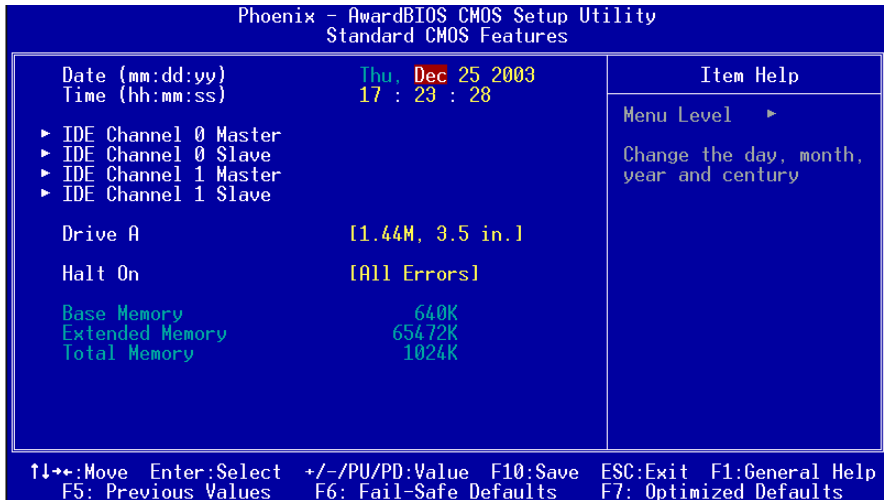 Phoenix - AwardBIOS CMOS Setup Utility
Standard CMOS Features
Date (mm:dd:yy) Thu, Dec 25 2003
Time (hh:mm:ss) 17 : 23 : 28
► IDE Channel 0 Master
► IDE Channel 0 Slave
► IDE Channel 1 Master
► IDE Channel 1 Slave
Drive A [1.44M, 3.5 in.]
Halt On [All Errors]
Base Memory 640K
Extended Memory 65472K
Total Memory 1024K
Item Help
Menu Level ►
Change the day, month,
year and century
↑↓→←:Move Enter:Select +/-/PU/PD:Value F10:Save ESC:Exit F1:General Help
F5: Previous Values F6: Fail-Safe Defaults F7: Optimized Defaults